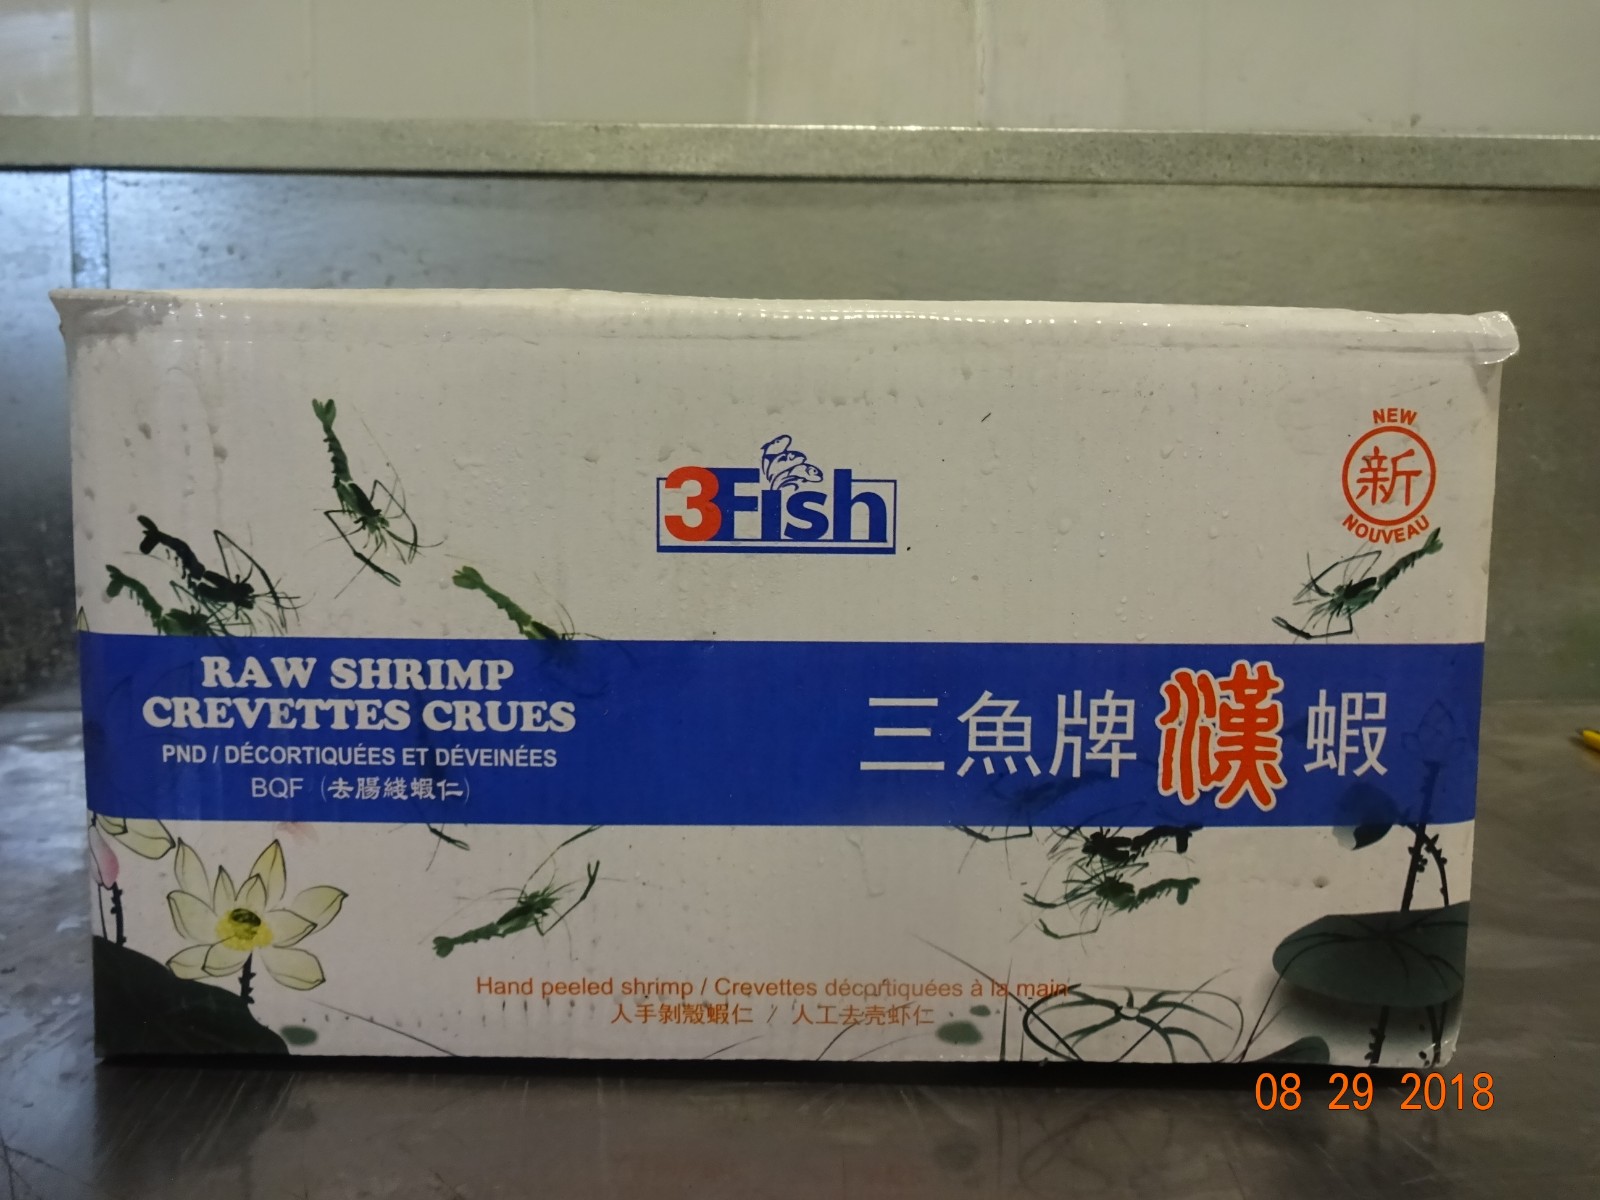 3Fish
NEW
新
NOUVEAU
RAW SHRIMP
CREVETTES CRUES
PND / DÉCORTIQUÉES ET DÉVEINÉES
BQF (去腸綫蝦仁)
三魚牌 漢 蝦
Hand peeled shrimp / Crevettes décortiquées à la main
人手剝殼蝦仁 / 人工去壳虾仁
08 29 2018